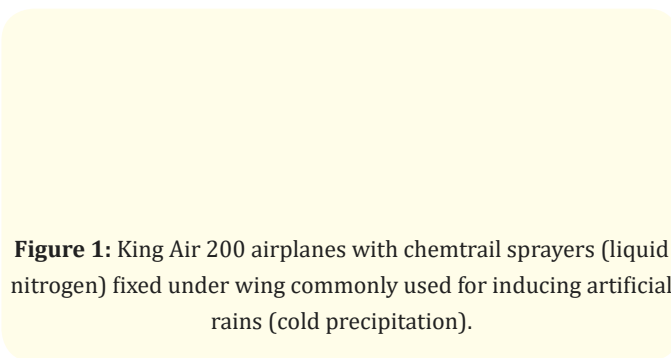 Figure 1: King Air 200 airplanes with chemtrail sprayers (liquid
nitrogen) fixed under wing commonly used for inducing artificial
rains (cold precipitation).